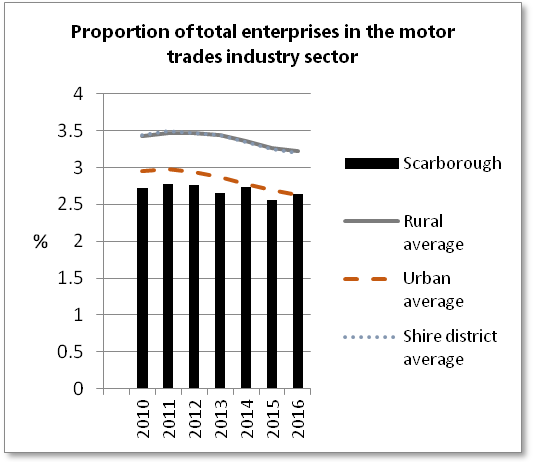 Proportion of total enterprises in the motor
trades industry sector
4
3.5
3
2.5
2
1.5
1
0.5
0
%
2010
2011
2012
2013
2014
2015
2016
Scarborough
Rural
average
Urban
average
Shire district
average